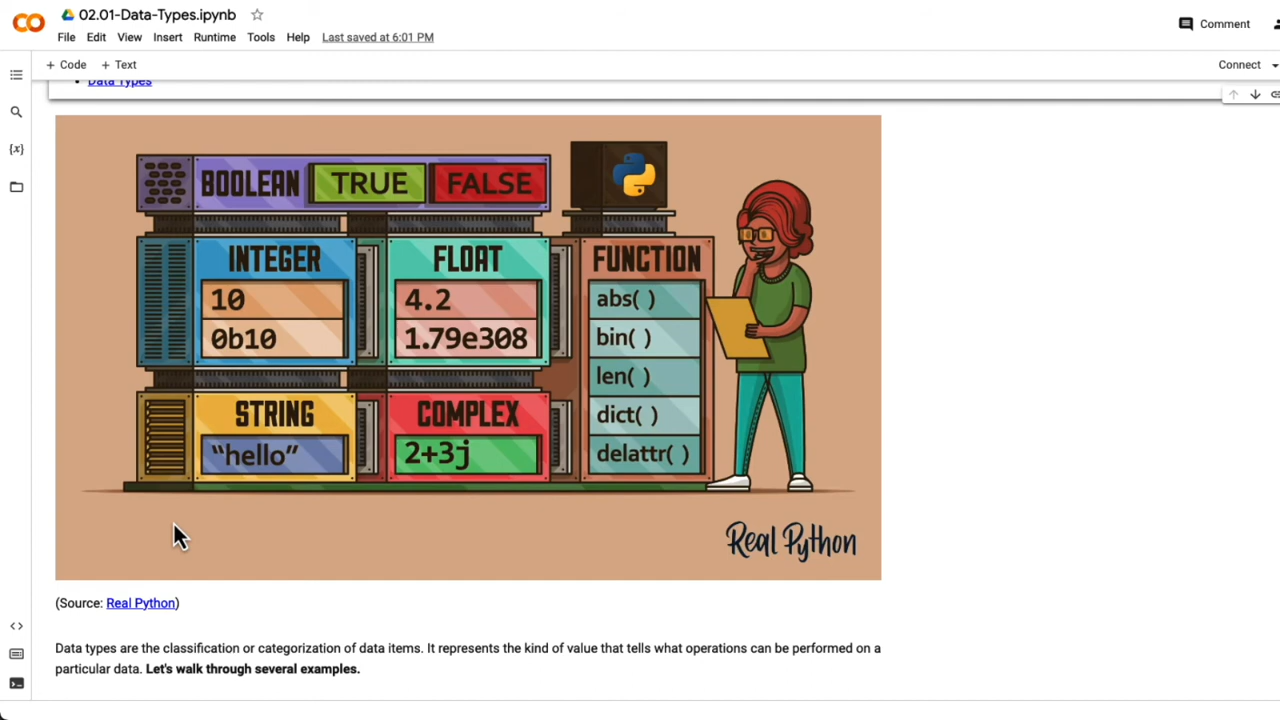 02.01-Data-Types.ipynb
Comment
File Edit View Insert Runtime Tools Help Last saved at 6:01 PM
+ Code + Text
Connect
Data Types
BOOLEAN TRUE FALSE
INTEGER
10
0b10
FLOAT
4.2
1.79e308
FUNCTION
abs( )
bin( )
len( )
dict( )
delattr( )
STRING
“hello”
COMPLEX
2+3j
Real Python
(Source: Real Python)
Data types are the classification or categorization of data items. It represents the kind of value that tells what operations can be performed on a
particular data. Let's walk through several examples.